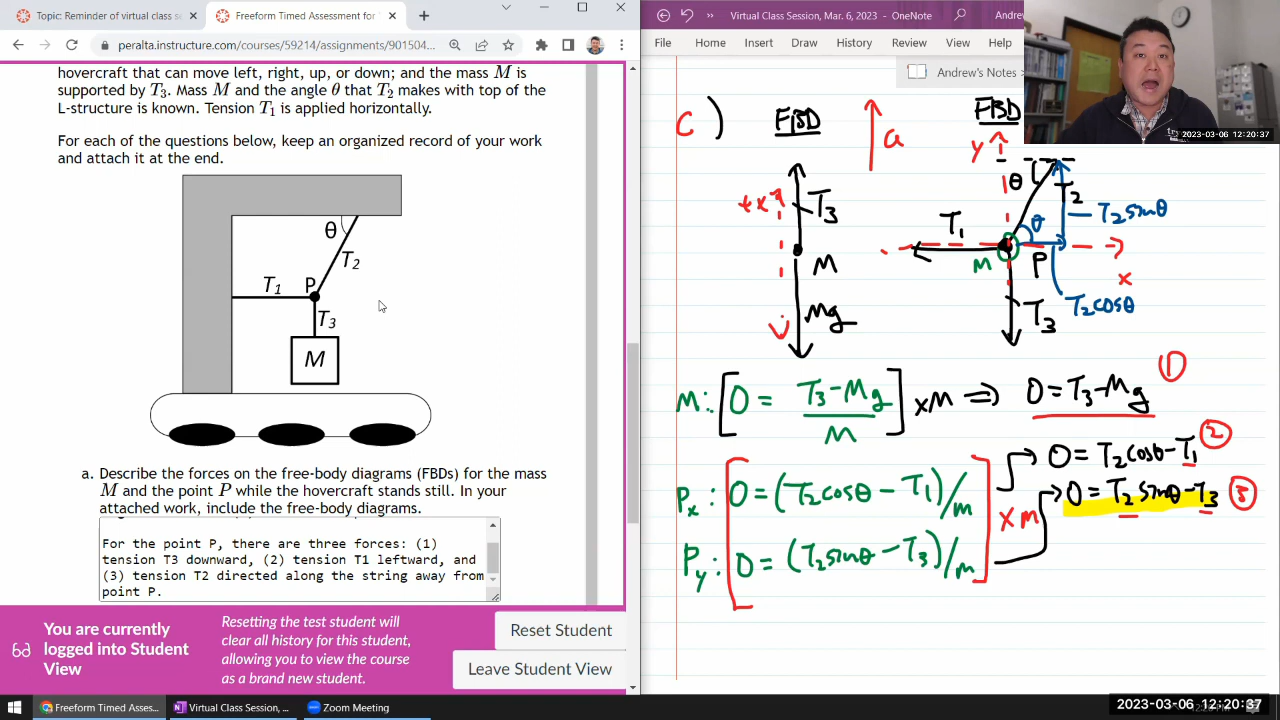 Topic: Reminder of virtual class se
Freeform Timed Assessment for
peralta.instructure.com/courses/59214/assignments/901504...
hovercraft that can move left, right, up, or down; and the mass M is
supported by T3. Mass M and the angle θ that T2 makes with top of the
L-structure is known. Tension T1 is applied horizontally.
For each of the questions below, keep an organized record of your work
and attach it at the end.
θ
T2
T1
P
T3
M
a. Describe the forces on the free-body diagrams (FBDs) for the mass
M and the point P while the hovercraft stands still. In your
attached work, include the free-body diagrams.
For the point P, there are three forces: (1)
tension T3 downward, (2) tension T1 leftward, and
(3) tension T2 directed along the string away from
point P.
You are currently
logged into Student
View
Resetting the test student will
clear all history for this student,
allowing you to view the course
as a brand new student.
Reset Student
Leave Student View
Virtual Class Session, Mar. 6, 2023 - OneNote
Andrew
File Home Insert Draw History Review View Help
Andrew's Notes
2023-03-06 12:20:37
C)
FBD
a
FBD
y
+x
T3
M
Mg
θ
T2
T2sinθ
T1
θ
M
P
x
T3
T2cosθ
M: [0 = (T3-Mg)/M] xM ⇒ 0=T3-Mg ①
Px: 0=(T2cosθ - T1)/m
0= T2cosθ-T1 ②
0= T2 sinθ-T3 ③
xm
Py: 0= (T2sinθ - T3)/m
Freeform Timed Asses...
Virtual Class Session, ...
Zoom Meeting
2023-03-06 12:20:37